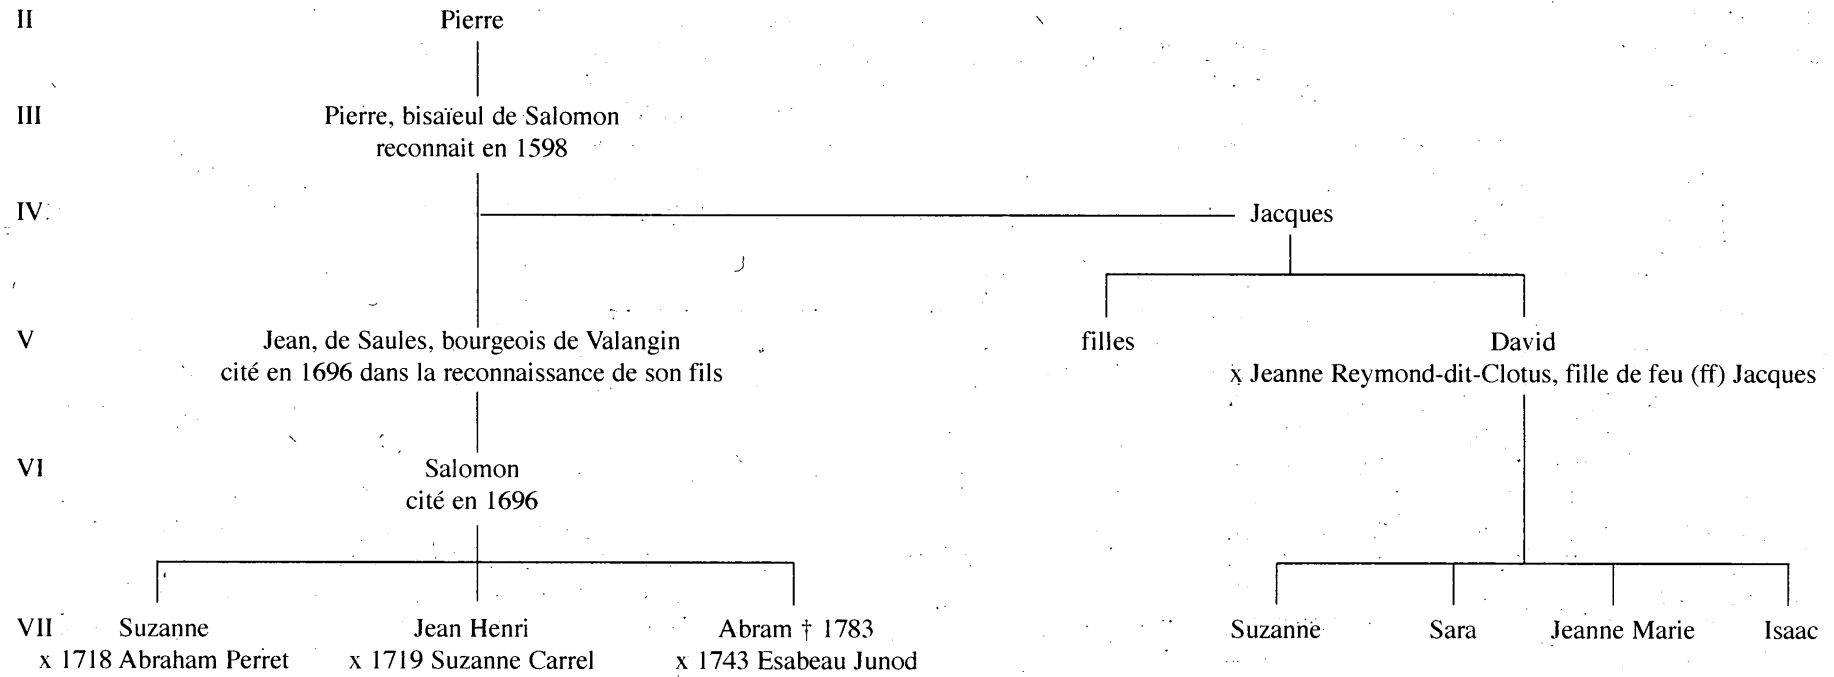 II Pierre
III Pierre, bisaïeul de Salomon
reconnait en 1598
IV Jacques
V Jean, de Saules, bourgeois de Valangin filles David
cité en 1696 dans la reconnaissance de son fils x Jeanne Reymond-dit-Clotus, fille de feu (ff) Jacques
VI Salomon
cité en 1696
VII Suzanne Jean Henri Abram † 1783 Suzanne Sara Jeanne Marie Isaac
x 1718 Abraham Perret x 1719 Suzanne Carrel x 1743 Esabeau Junod